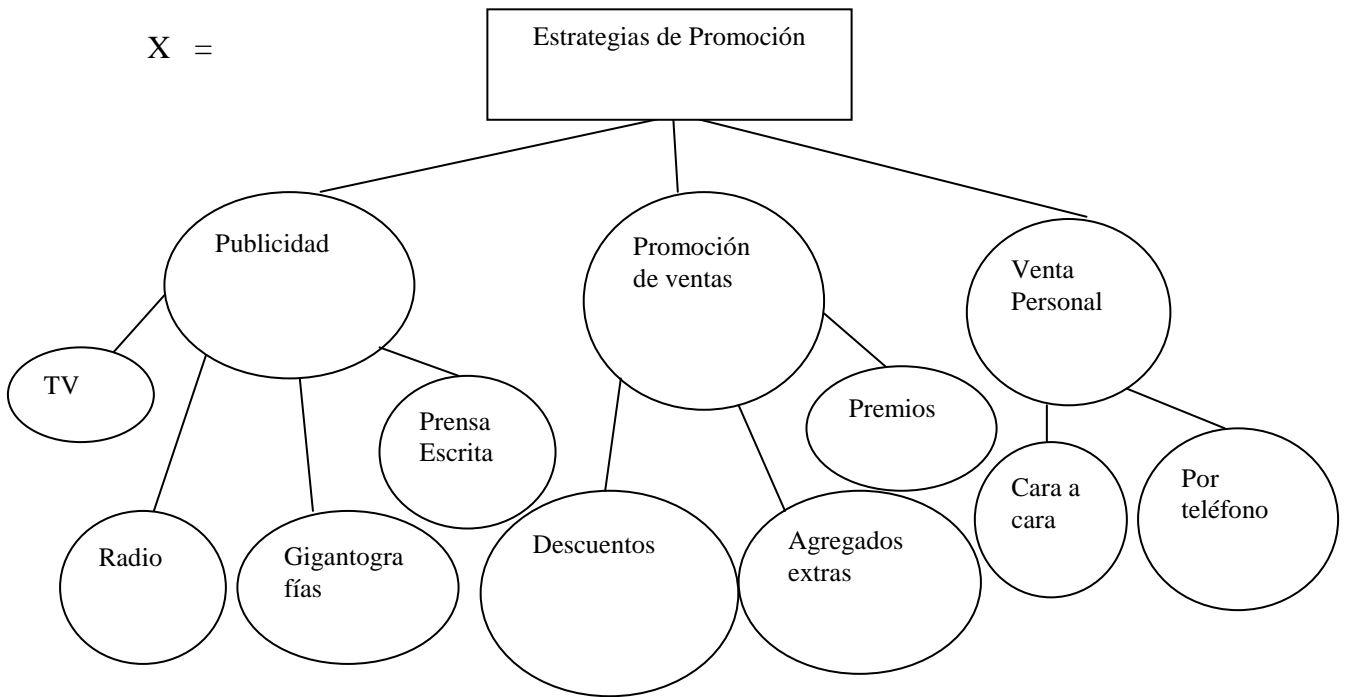 X =
Estrategias de Promoción
Publicidad
Promoción
de ventas
Venta
Personal
TV
Prensa
Escrita
Premios
Radio
Gigantogra
fías
Descuentos
Agregados
extras
Cara a
cara
Por
teléfono